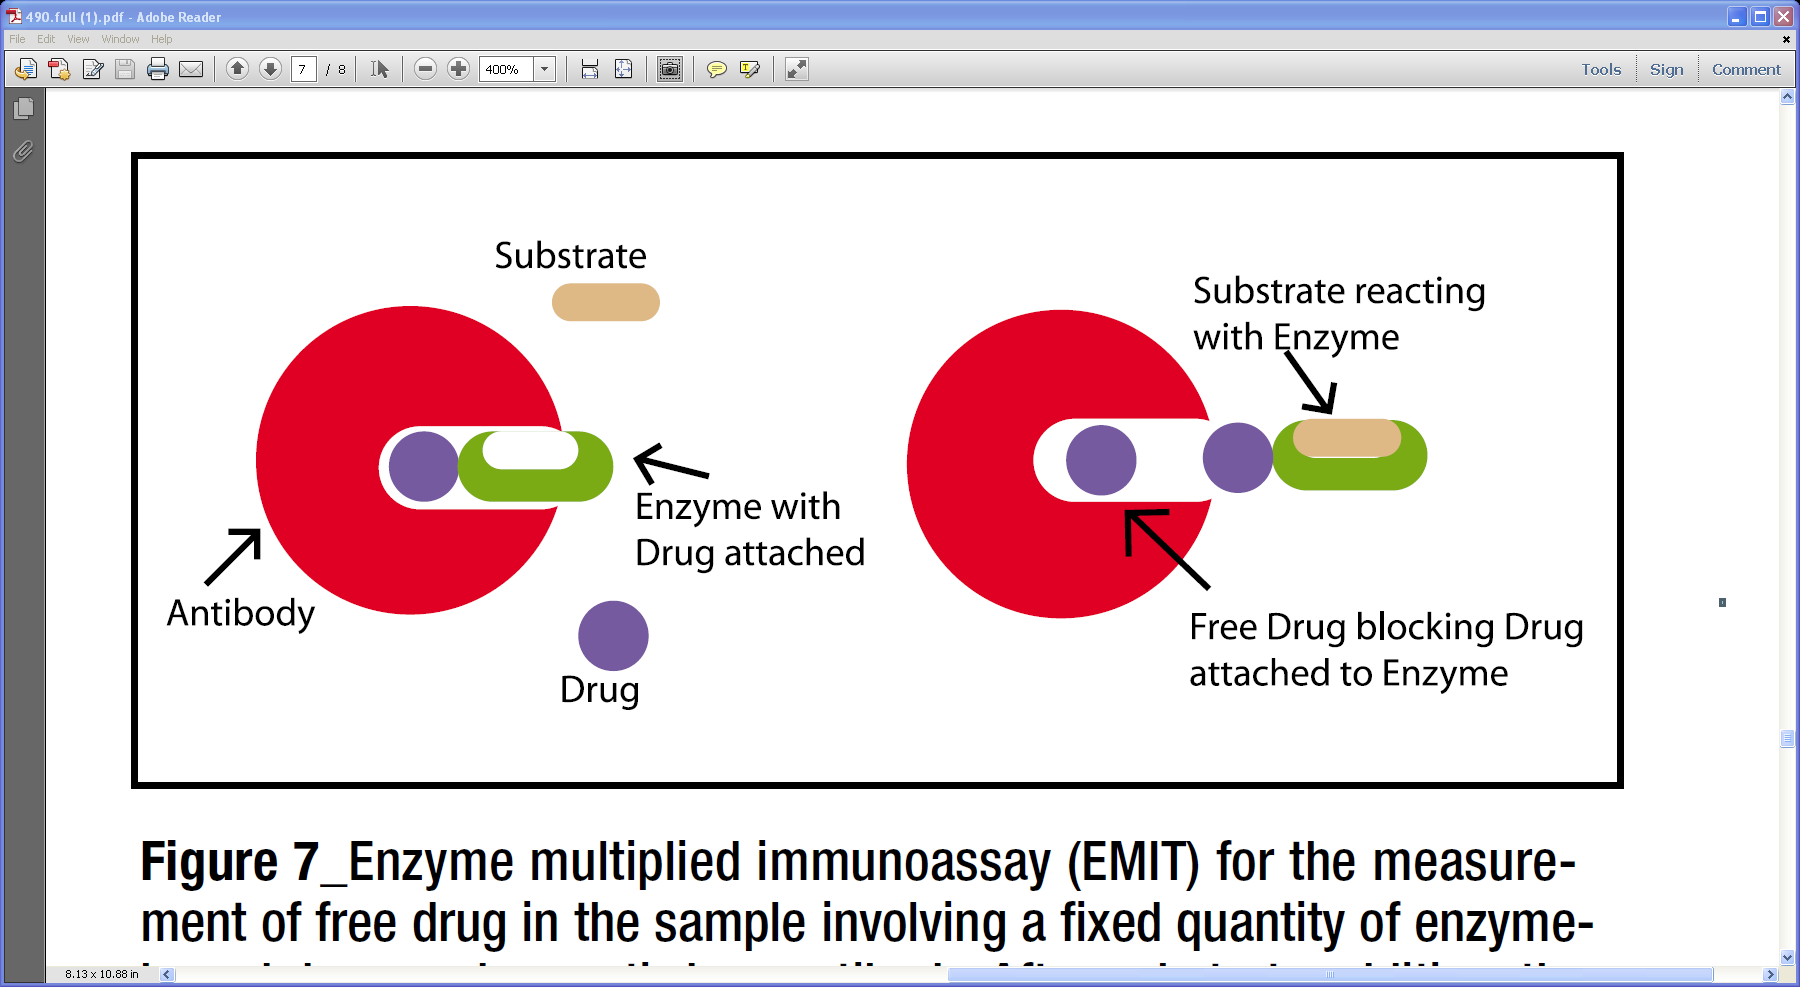 490.full (1).pdf - Adobe Reader
File Edit View Window Help
7 / 8 400% Tools Sign Comment
Substrate
Substrate reacting
with Enzyme
Enzyme with
Drug attached
Antibody
Drug
Free Drug blocking Drug
attached to Enzyme
Figure 7_Enzyme multiplied immunoassay (EMIT) for the measure-
ment of free drug in the sample involving a fixed quantity of enzyme-
8.13 x 10.88 in